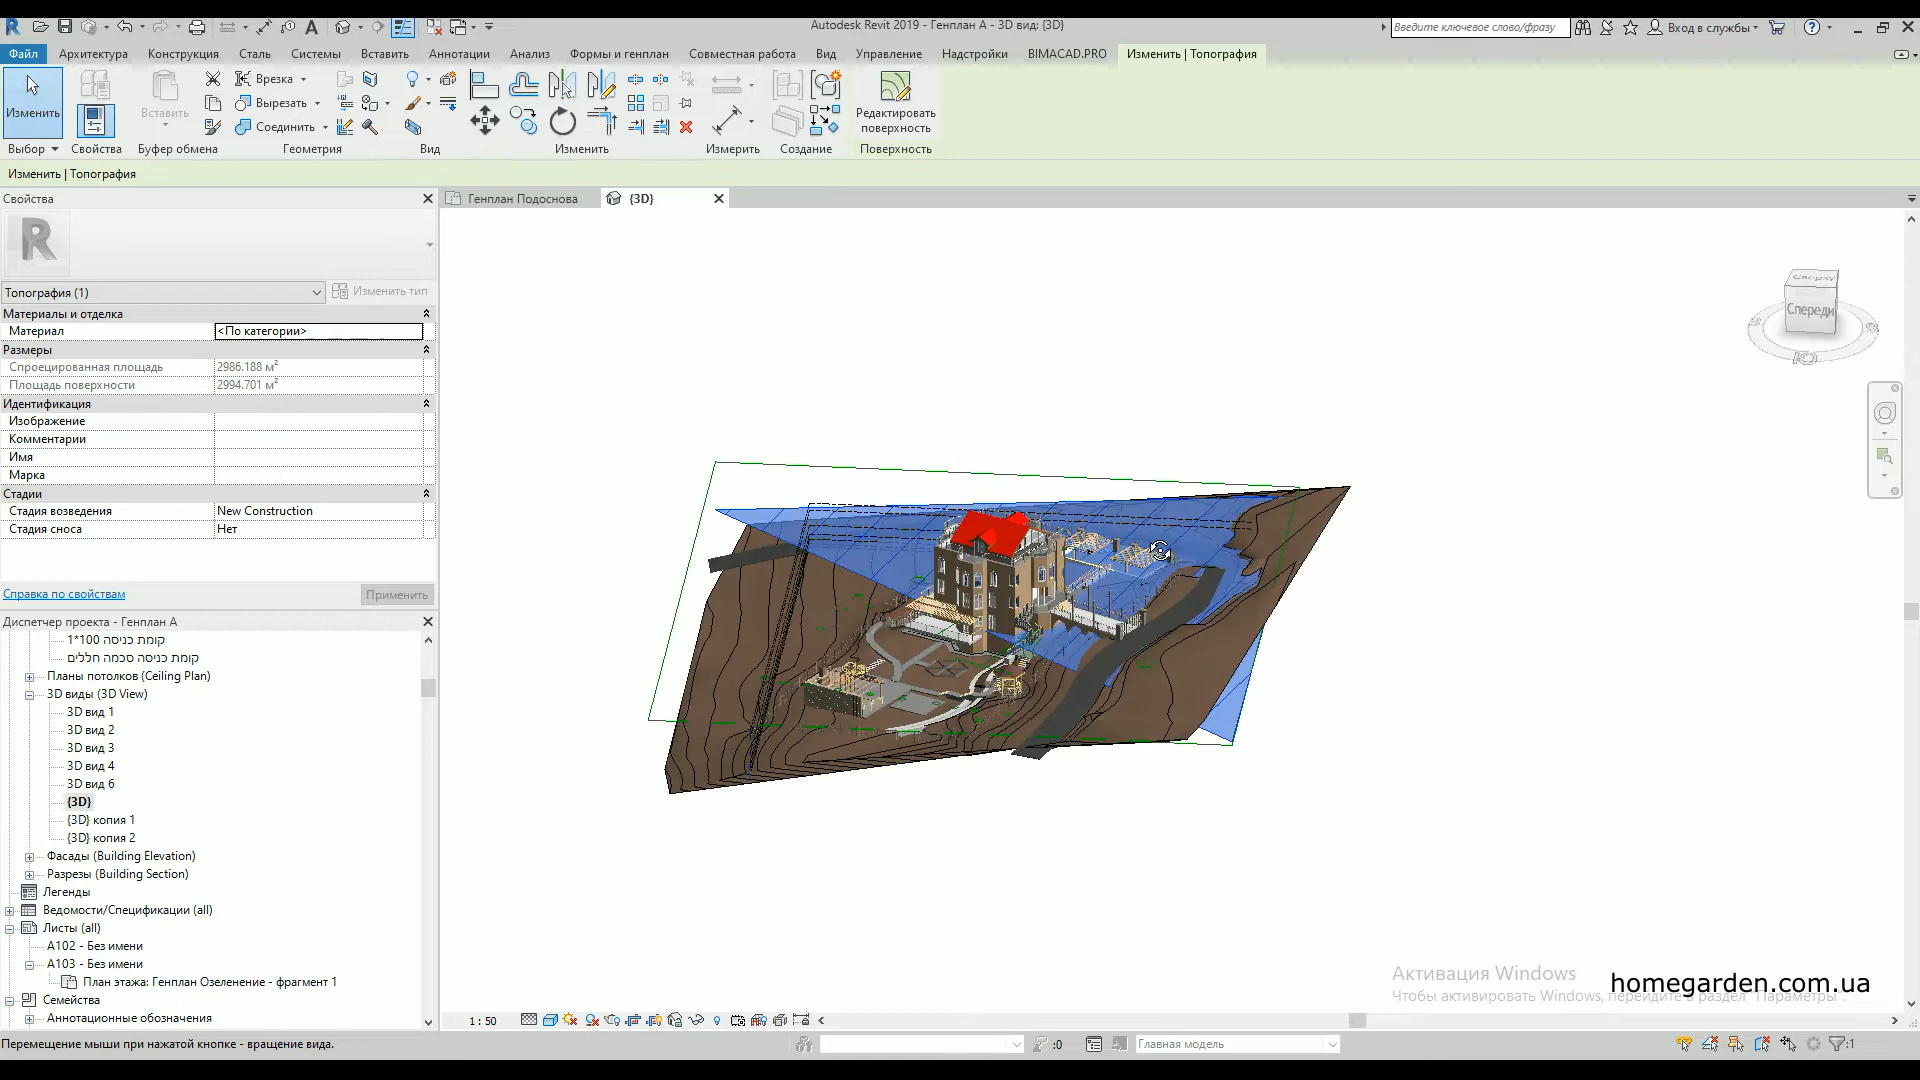 Autodesk Revit 2019 - Генплан А - 3D вид: {3D}
Введите ключевое слово/фразу
Вход в службы
Файл Архитектура Конструкция Сталь Системы Вставить Аннотации Анализ Формы и генплан Совместная работа Вид Управление Надстройки BIMACAD.PRO Изменить | Топография
Изменить
Вставить
Врезка
Вырезать
Соединить
Редактировать
поверхность
Выбор Свойства Буфер обмена Геометрия Вид Изменить Измерить Создание Поверхность
Изменить | Топография
Свойства
Генплан Подоснова
{3D}
R
Топография (1)
Изменить тип
Материалы и отделка
Материал <По категории>
Размеры
Спроецированная площадь 2986.188 м²
Площадь поверхности 2994.701 м²
Идентификация
Изображение
Комментарии
Имя
Марка
Стадии
Стадия возведения New Construction
Стадия сноса Нет
Справка по свойствам
Применить
Диспетчер проекта - Генплан А
קומת כניסה 100*1
קומת כניסה סכמה חללים
Планы потолков (Ceiling Plan)
3D виды (3D View)
3D вид 1
3D вид 2
3D вид 3
3D вид 4
3D вид 6
{3D}
{3D} копия 1
{3D} копия 2
Фасады (Building Elevation)
Разрезы (Building Section)
Легенды
Ведомости/Спецификации (all)
Листы (all)
A102 - Без имени
A103 - Без имени
План этажа: Генплан Озеленение - фрагмент 1
Семейства
Аннотационные обозначения
Сверху
Спереди
Ю
Активация Windows
Чтобы активировать Windows, перейдите в раздел "Параметры".
homegarden.com.ua
1 : 50
Перемещение мыши при нажатой кнопке - вращение вида.
:0
Главная модель
:1